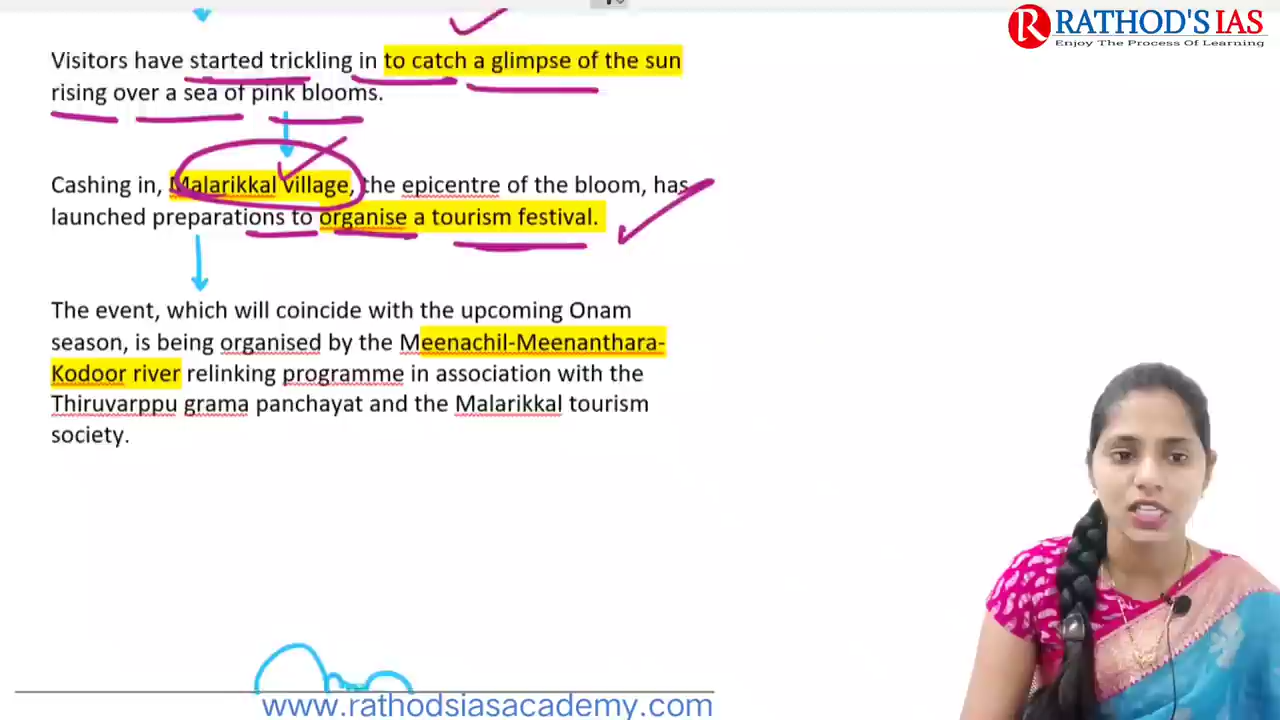 RATHOD'S IAS
Enjoy The Process Of Learning
Visitors have started trickling in to catch a glimpse of the sun
rising over a sea of pink blooms.
Cashing in, Malarikkal village, the epicentre of the bloom, has
launched preparations to organise a tourism festival.
The event, which will coincide with the upcoming Onam
season, is being organised by the Meenachil-Meenanthara-
Kodoor river relinking programme in association with the
Thiruvarppu grama panchayat and the Malarikkal tourism
society.
www.rathodsiasacademy.com